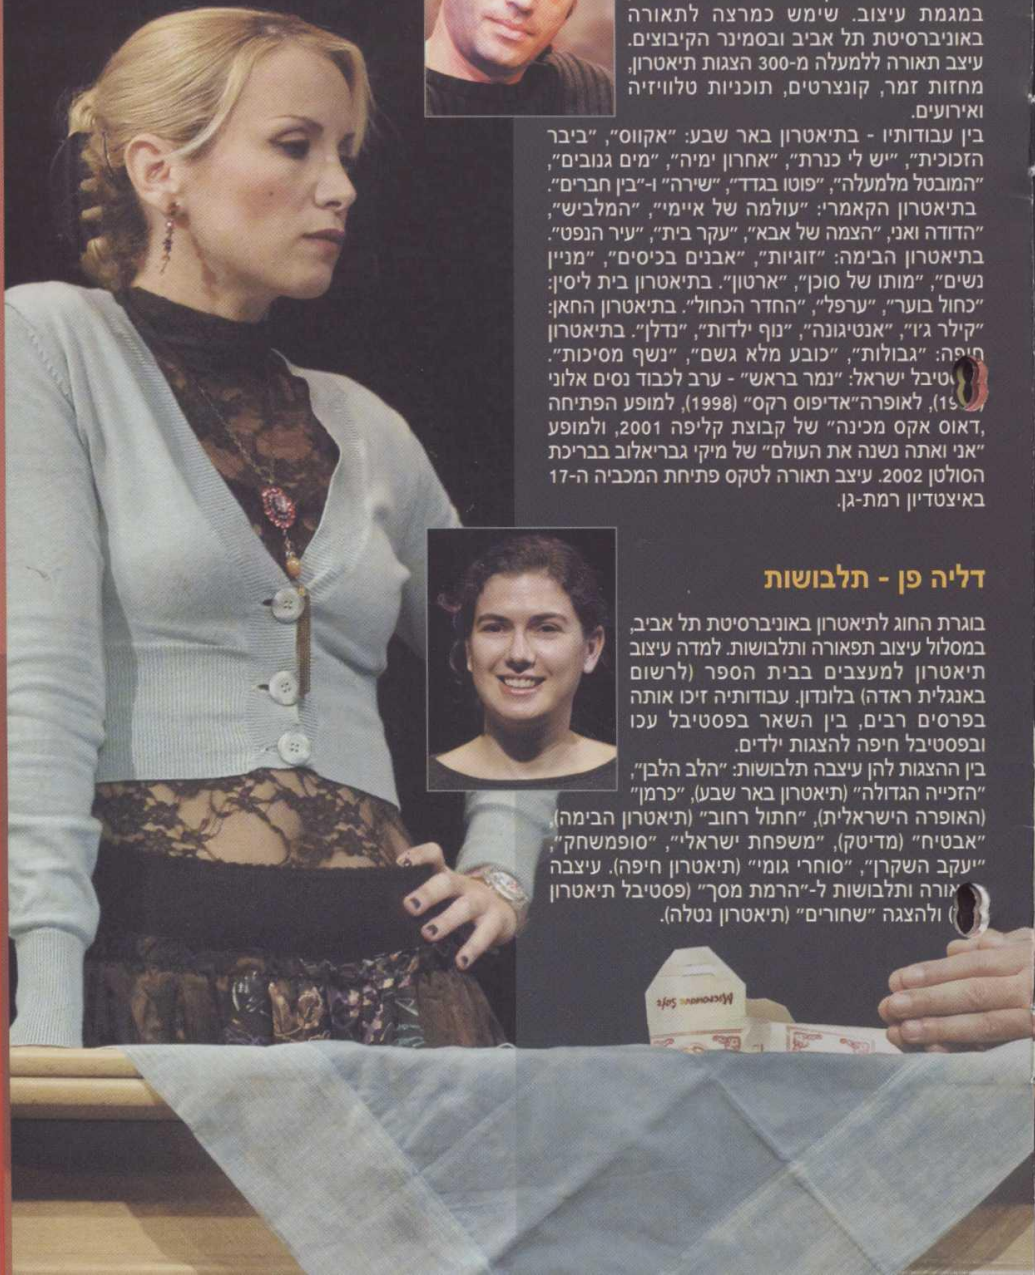 במגמת עיצוב. שימש כמרצה לתאורה
באוניברסיטת תל אביב ובסמינר הקיבוצים.
עיצב תאורה ללמעלה מ-300 הצגות תיאטרון,
מחזות זמר, קונצרטים, תוכניות טלוויזיה
ואירועים.
בין עבודותיו - בתיאטרון באר שבע: "אקווס", "ביבר
הזכוכית", "יש לי כנרת", "אחרון ימיה", "מים גנובים",
"המובטל מלמעלה", "פוטו בגדד", "שירה" ו-"בין חברים".
בתיאטרון הקאמרי: "עולמה של איימי", "המלביש",
"הדודה ואני, "הצמה של אבא", "עקר בית", "עיר הנפט".
בתיאטרון הבימה: "זוגיות", "אבנים בכיסים", "מניין
נשים", "מותו של סוכן", "ארטון". בתיאטרון בית ליסין:
"כחול בוער", "ערפל", "החדר הכחול". בתיאטרון החאן:
"קילר ג'ו", "אנטיגונה", "נוף ילדות", "נדלן". בתיאטרון
חיפה: "גבולות", "כובע מלא גשם", "נשף מסיכות".
ישראל: "נמר בראש" - ערב לכבוד נסים אלוני
לאופרה"אדיפוס רקס" (1998), למופע הפתיחה
,דאוס אקס מכינה" של קבוצת קליפה 2001, ולמופע
"אני ואתה נשנה את העולם" של מיקי גבריאלוב בבריכת
הסולטן 2002. עיצב תאורה לטקס פתיחת המכביה ה-17
באיצטדיון רמת-גן.
דליה פן - תלבושות
בוגרת החוג לתיאטרון באוניברסיטת תל אביב,
במסלול עיצוב תפאורה ותלבושות. למדה עיצוב
תיאטרון למעצבים בבית הספר (לרשום
באנגלית ראדה) בלונדון. עבודותיה זיכו אותה
בפרסים רבים, בין השאר בפסטיבל עכו
ובפסטיבל חיפה להצגות ילדים.
בין ההצגות להן עיצבה תלבושות: "הלב הלבן",
"הזכייה הגדולה" (תיאטרון באר שבע), "כרמן"
(האופרה הישראלית), "חתול רחוב" (תיאטרון הבימה),
"אבטיח" (מדיטק), "משפחת ישראלי", "סופמשחק",
"יעקב השקרן", "סוחרי גומי" (תיאטרון חיפה). עיצבה
ותלבושות ל-"הרמת מסך" (פסטיבל תיאטרון
) ולהצגה "שחורים" (תיאטרון נטלה).
Microwave Safe